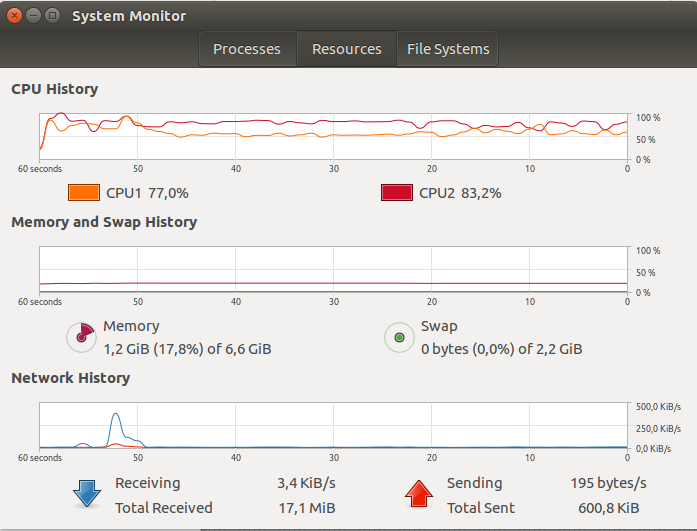 System Monitor
Processes Resources File Systems
CPU History
100 %
50 %
0 %
60 seconds 50 40 30 20 10 0
CPU1 77,0% CPU2 83,2%
Memory and Swap History
100 %
50 %
0 %
60 seconds 50 40 30 20 10 0
Memory Swap
1,2 GiB (17,8%) of 6,6 GiB 0 bytes (0,0%) of 2,2 GiB
Network History
500,0 KiB/s
250,0 KiB/s
0,0 KiB/s
60 seconds 50 40 30 20 10 0
Receiving 3,4 KiB/s Sending 195 bytes/s
Total Received 17,1 MiB Total Sent 600,8 KiB